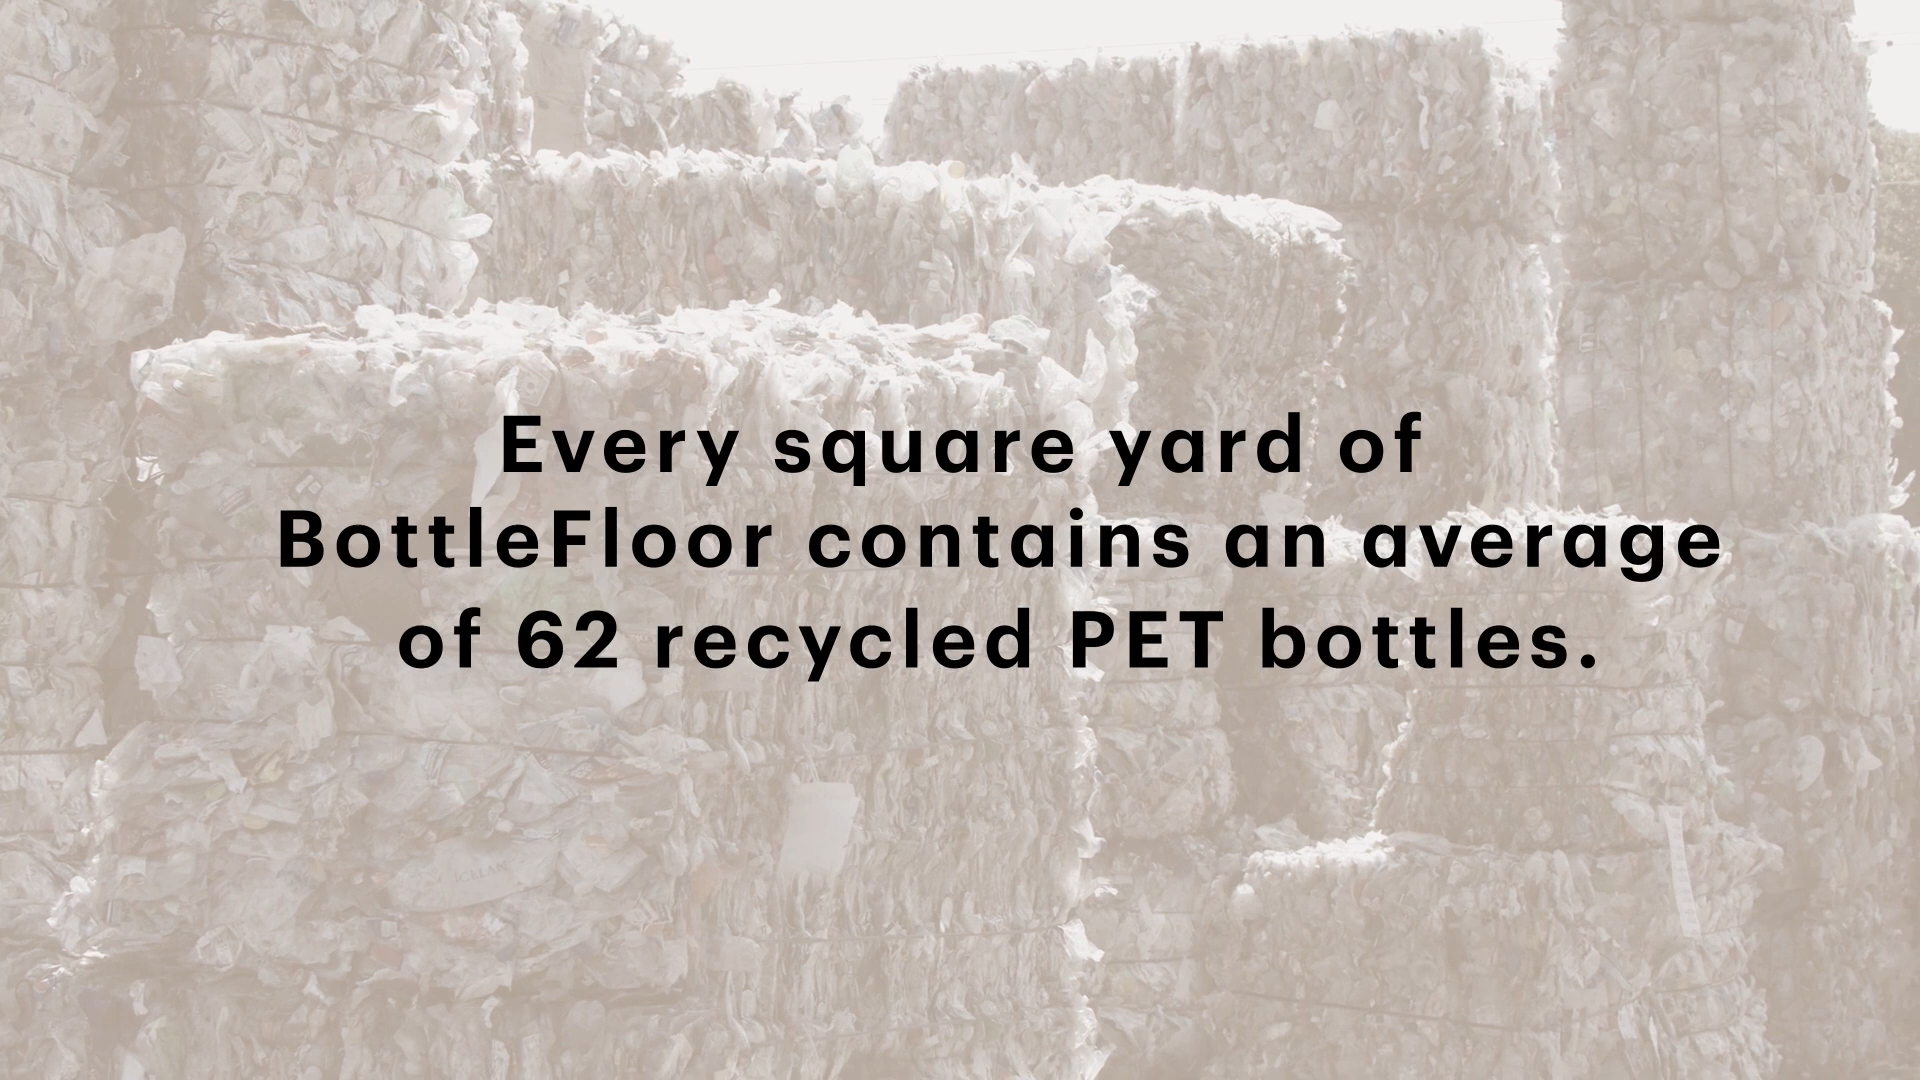 Every square yard of
BottleFloor contains an average
of 62 recycled PET bottles.